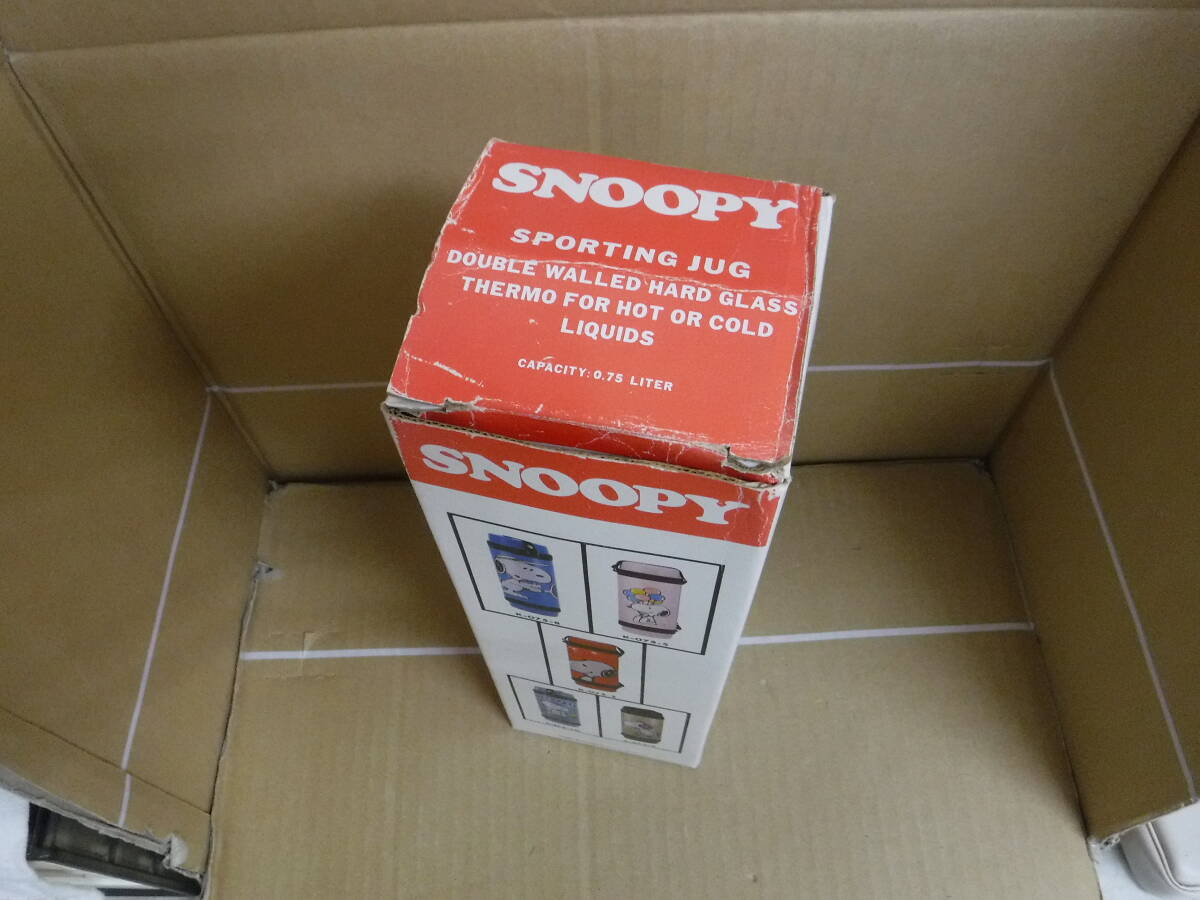 SNOOPY
SPORTING JUG
DOUBLE WALLED HARD GLASS
THERMO FOR HOT OR COLD
LIQUIDS
CAPACITY: 0.75 LITER
SNOOPY